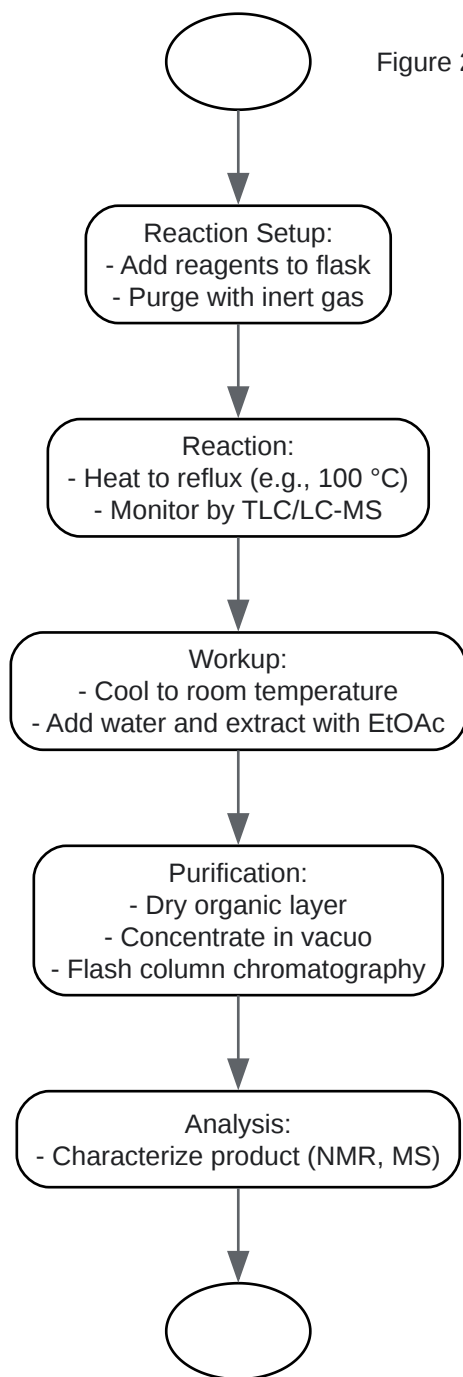 Figure 2
Reaction Setup:
- Add reagents to flask
- Purge with inert gas
Reaction:
- Heat to reflux (e.g., 100 °C)
- Monitor by TLC/LC-MS
Workup:
- Cool to room temperature
- Add water and extract with EtOAc
Purification:
- Dry organic layer
- Concentrate in vacuo
- Flash column chromatography
Analysis:
- Characterize product (NMR, MS)